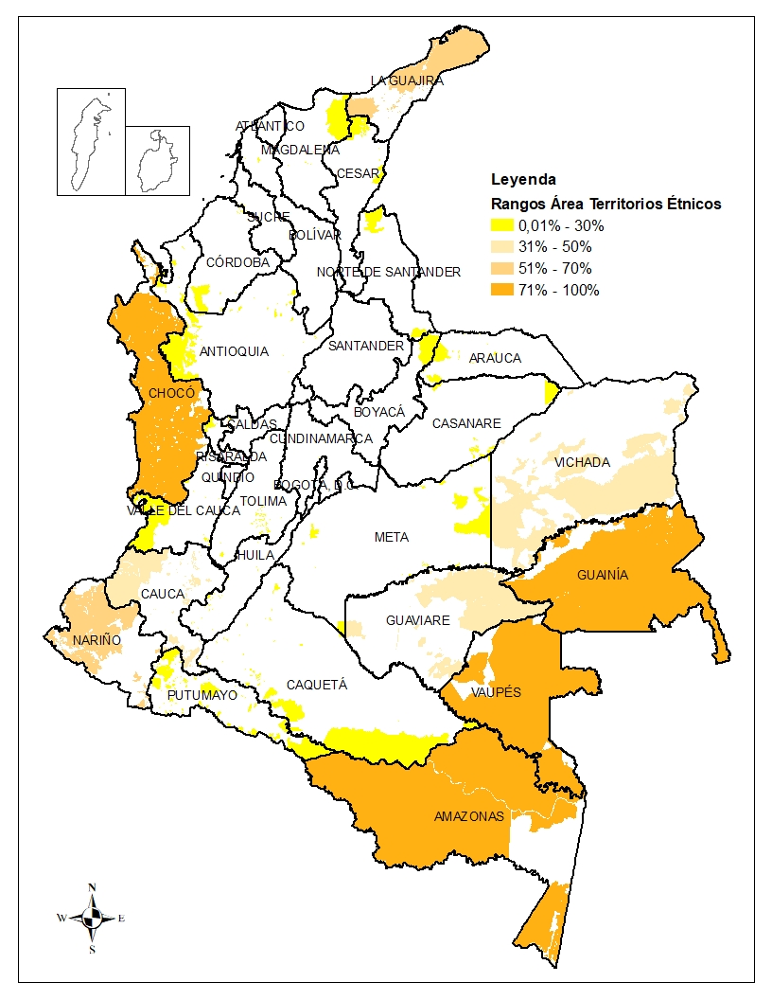 LA GUAJIRA
ATLÁNTICO
MAGDALENA
CESAR
SUCRE
BOLÍVAR
CÓRDOBA
NORTE DE SANTANDER
ANTIOQUIA
SANTANDER
ARAUCA
CHOCÓ
BOYACÁ
CALDAS
CASANARE
CUNDINAMARCA
RISARALDA
VICHADA
QUINDIO
BOGOTÁ, D.C.
TOLIMA
VALLE DEL CAUCA
META
HUILA
GUAINÍA
CAUCA
GUAVIARE
NARIÑO
CAQUETÁ
VAUPÉS
PUTUMAYO
AMAZONAS
Leyenda
Rangos Área Territorios Étnicos
0,01% - 30%
31% - 50%
51% - 70%
71% - 100%
N
W E
S